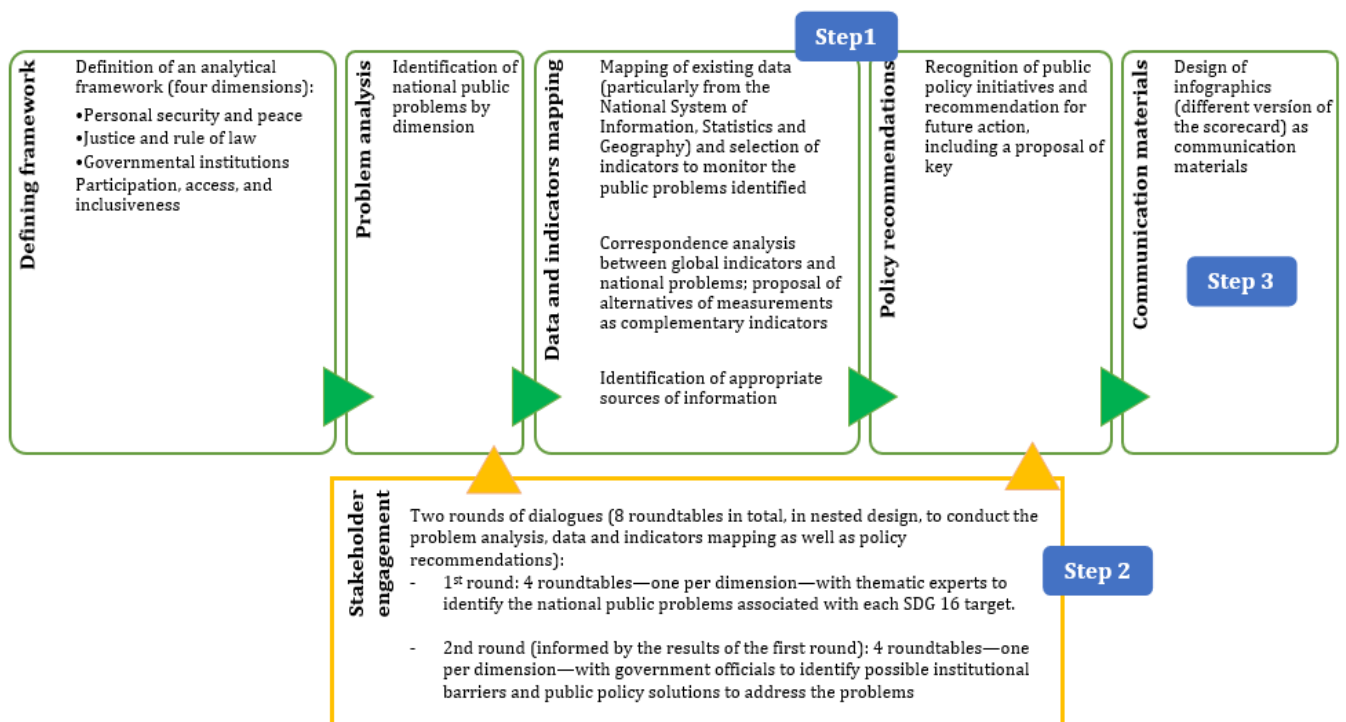 Step1
Defining framework
Definition of an analytical
framework (four dimensions):
•Personal security and peace
•Justice and rule of law
•Governmental institutions
Participation, access, and
inclusiveness
Problem analysis
Identification of
national public
problems by
dimension
Data and indicators mapping
Mapping of existing data
(particularly from the
National System of
Information, Statistics and
Geography) and selection of
indicators to monitor the
public problems identified
Correspondence analysis
between global indicators and
national problems; proposal of
alternatives of measurements
as complementary indicators
Identification of appropriate
sources of information
Policy recommendations
Recognition of public
policy initiatives and
recommendation for
future action,
including a proposal of
key
Communication materials
Design of
infographics
(different versíon of
the scorecard) as
communication
materials
Step 3
Stakeholder
engagement
Two rounds of dialogues (8 roundtables in total, in nested design, to conduct the
problem analysis, data and indicators mapping as well as policy
recommendations):
- 1st round: 4 roundtables—one per dimension—with thematic experts to
identify the national public problems associated with each SDG 16 target.
- 2nd round (informed by the results of the first round): 4 roundtables—one
per dimension—with government officials to identify possible institutional
barriers and public policy solutions to address the problems
Step 2